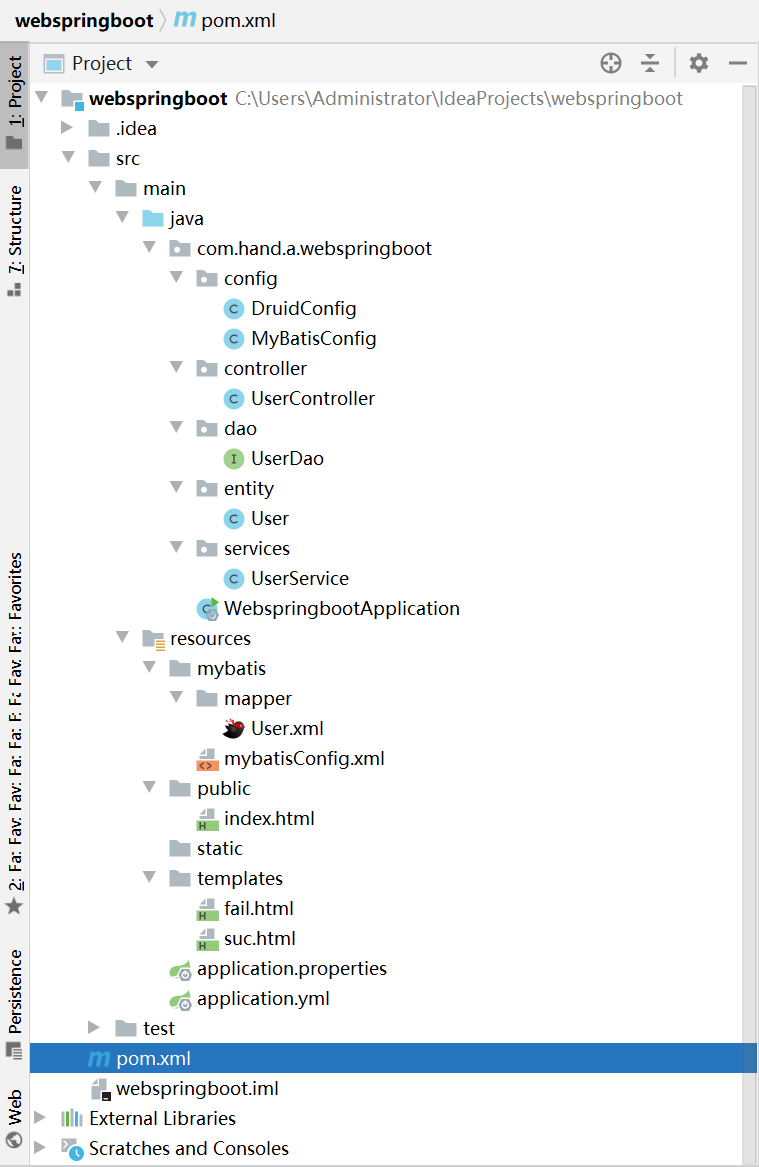 webspringboot pom.xml
Project
webspringboot C:\Users\Administrator\IdeaProjects\webspringboot
.idea
src
main
java
com.hand.a.webspringboot
config
DruidConfig
MyBatisConfig
controller
UserController
dao
UserDao
entity
User
services
UserService
WebspringbootApplication
resources
mybatis
mapper
User.xml
mybatisConfig.xml
public
index.html
static
templates
fail.html
suc.html
application.properties
application.yml
test
pom.xml
webspringboot.iml
External Libraries
Scratches and Consoles
1: Project
7: Structure
2: Fa: Fav. Fav: Fa: Fa: F: F: Fav. Fa:: Favorites
Persistence
Web